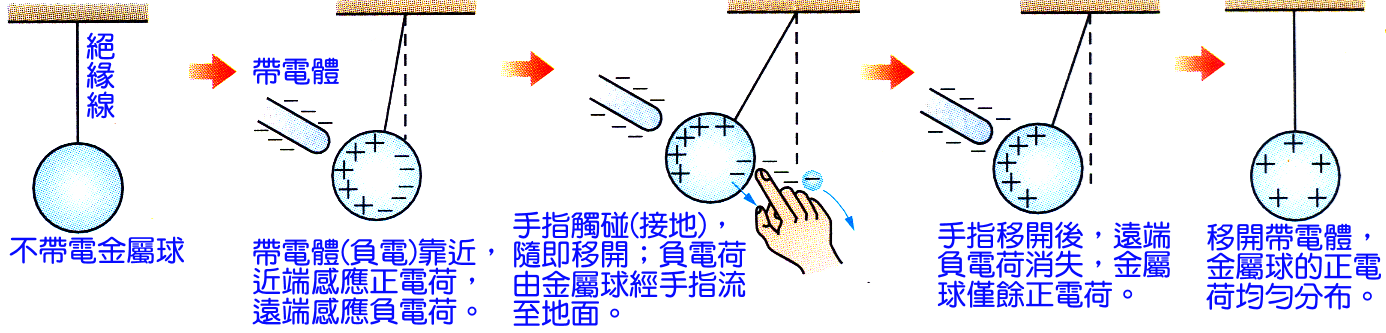 絕緣線
不帶電金屬球
帶電體
帶電體(負電)靠近，
近端感應正電荷，
遠端感應負電荷。
手指觸碰(接地)，
隨即移開；負電荷
由金屬球經手指流
至地面。
手指移開後，遠端
負電荷消失，金屬
球僅餘正電荷。
移開帶電體，
金屬球的正電
荷均勻分布。